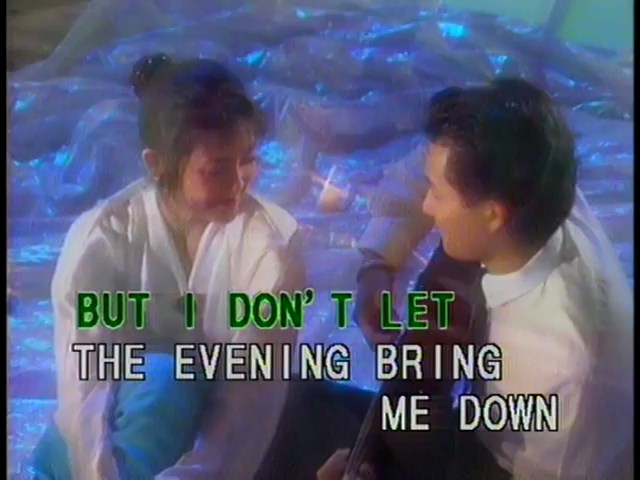 BUT I DON'T LET
THE EVENING BRING
ME DOWN